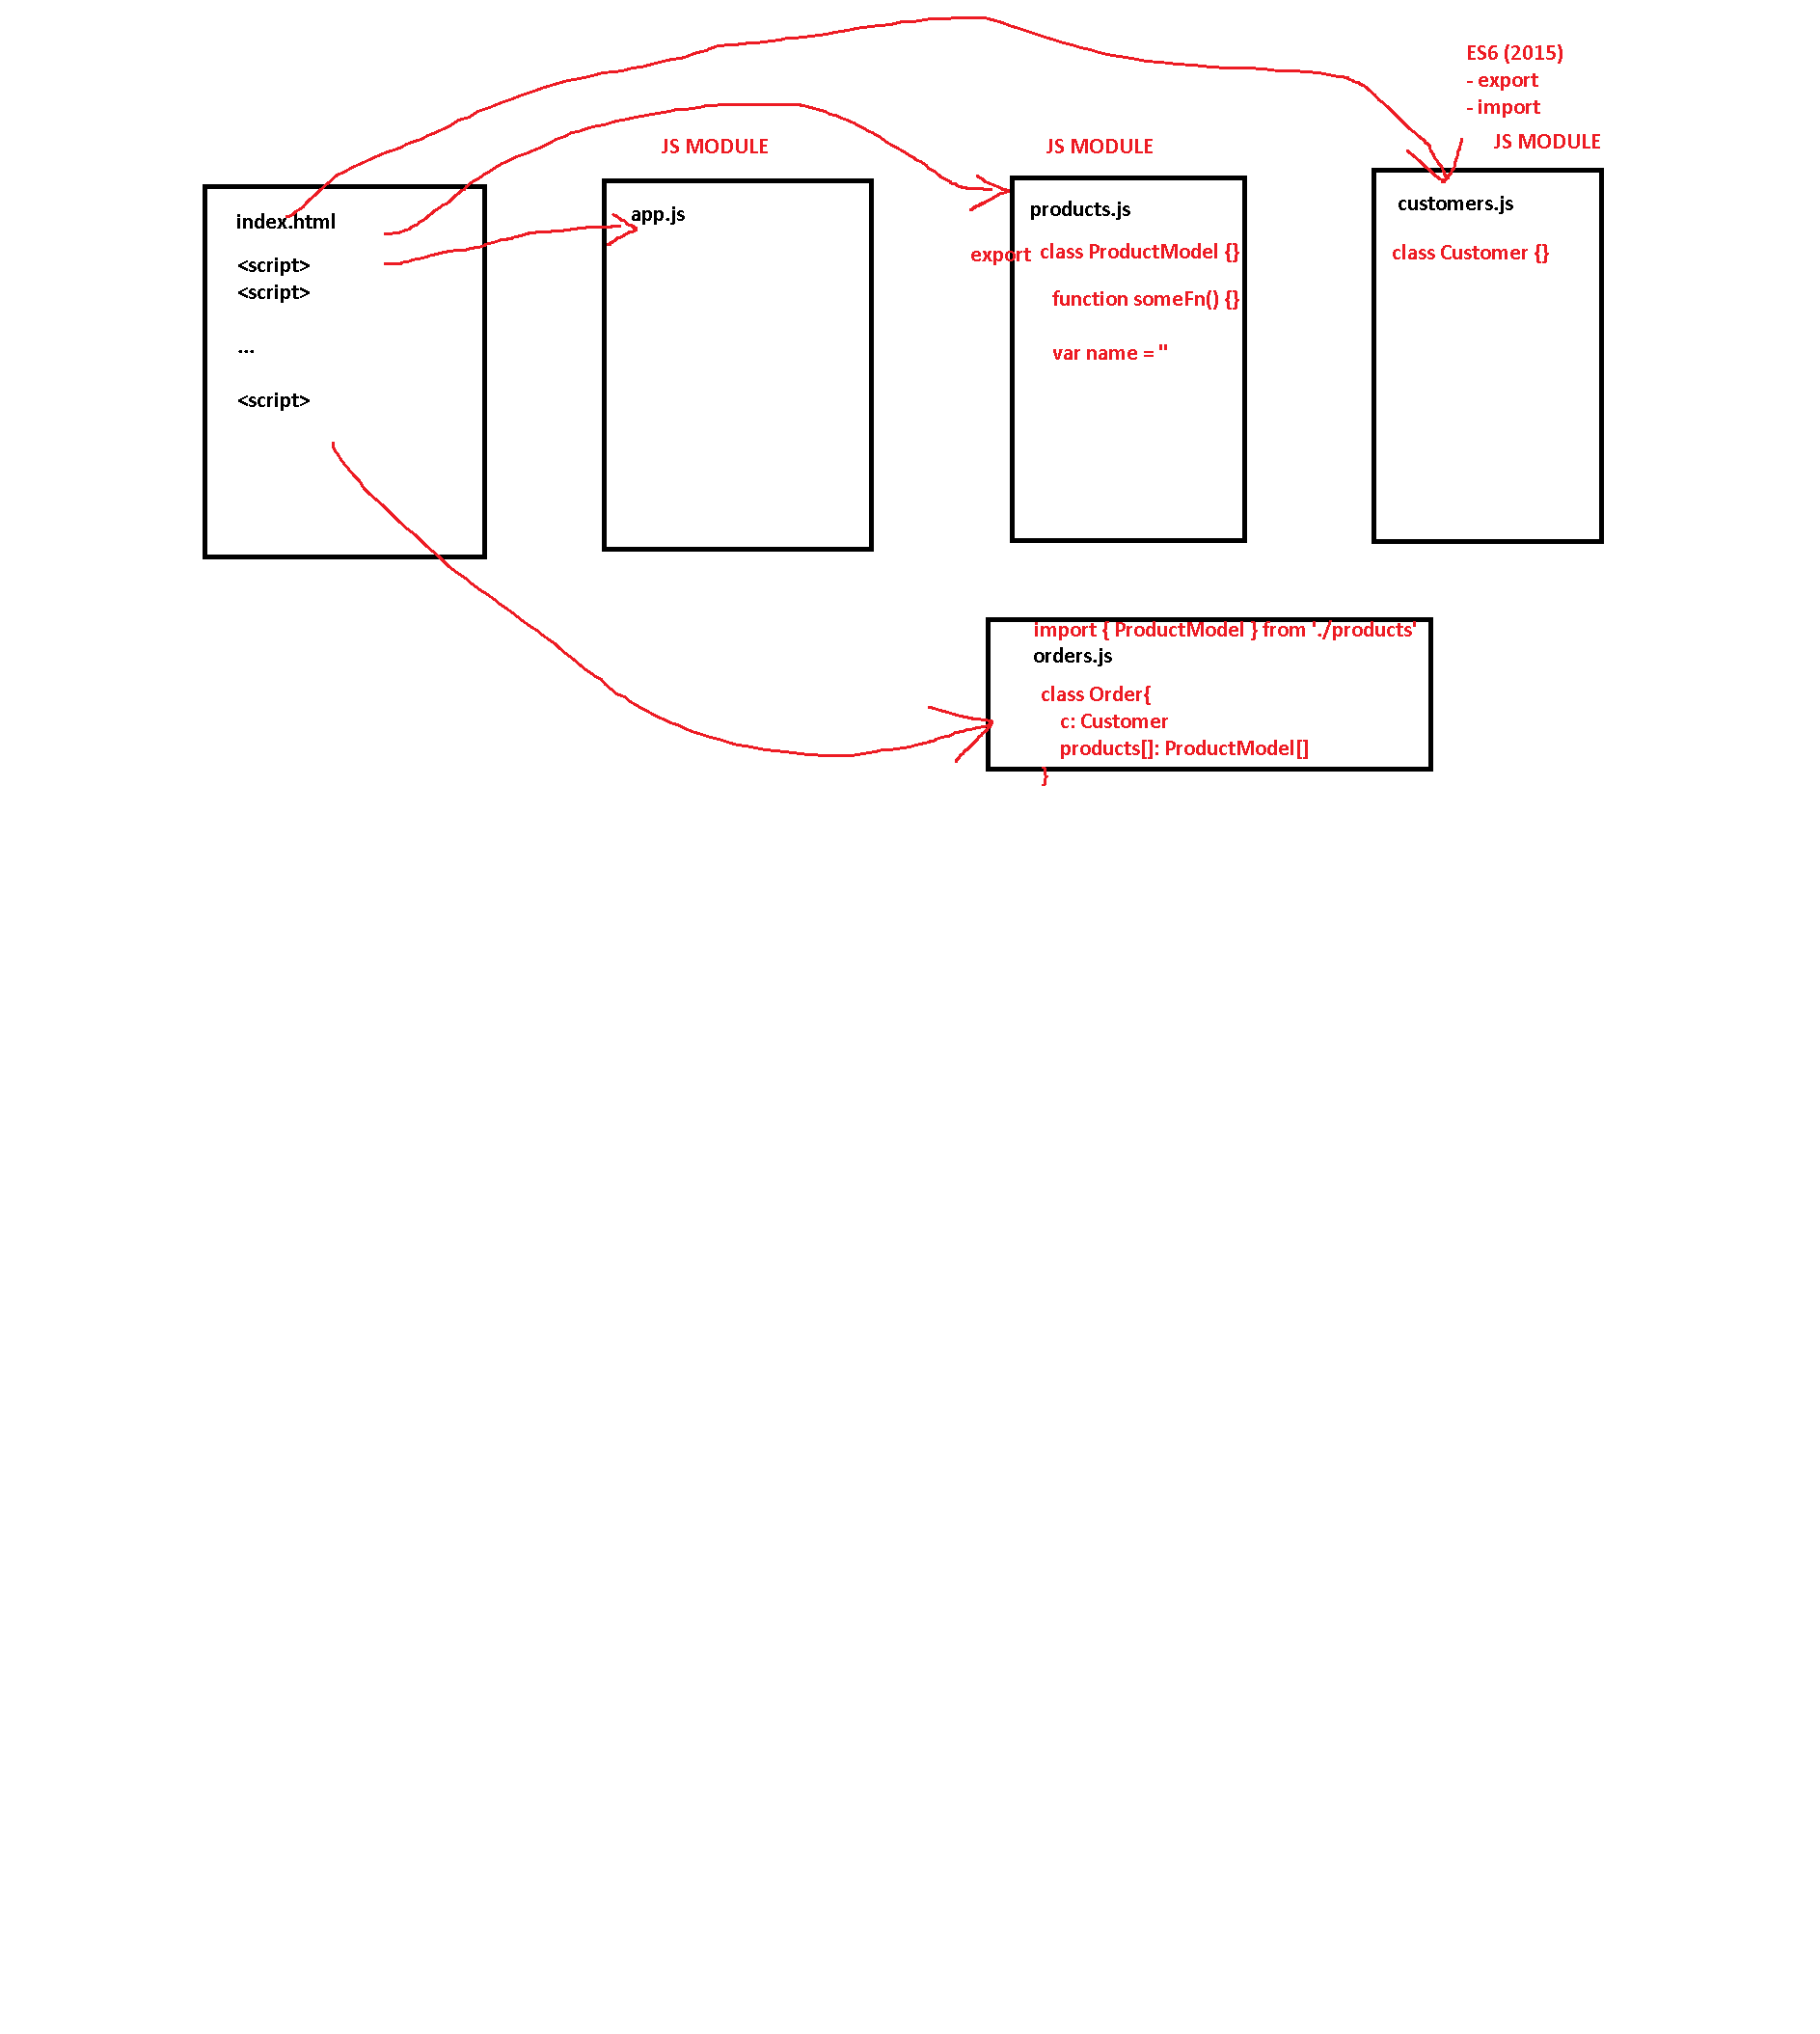 ES6 (2015)
- export
- import
JS MODULE
JS MODULE
JS MODULE
index.html
<script>
<script>
...
<script>
app.js
products.js
export class ProductModel {}
function someFn() {}
var name = ''
customers.js
class Customer {}
import { ProductModel } from './products'
orders.js
class Order{
c: Customer
products[]: ProductModel[]
}